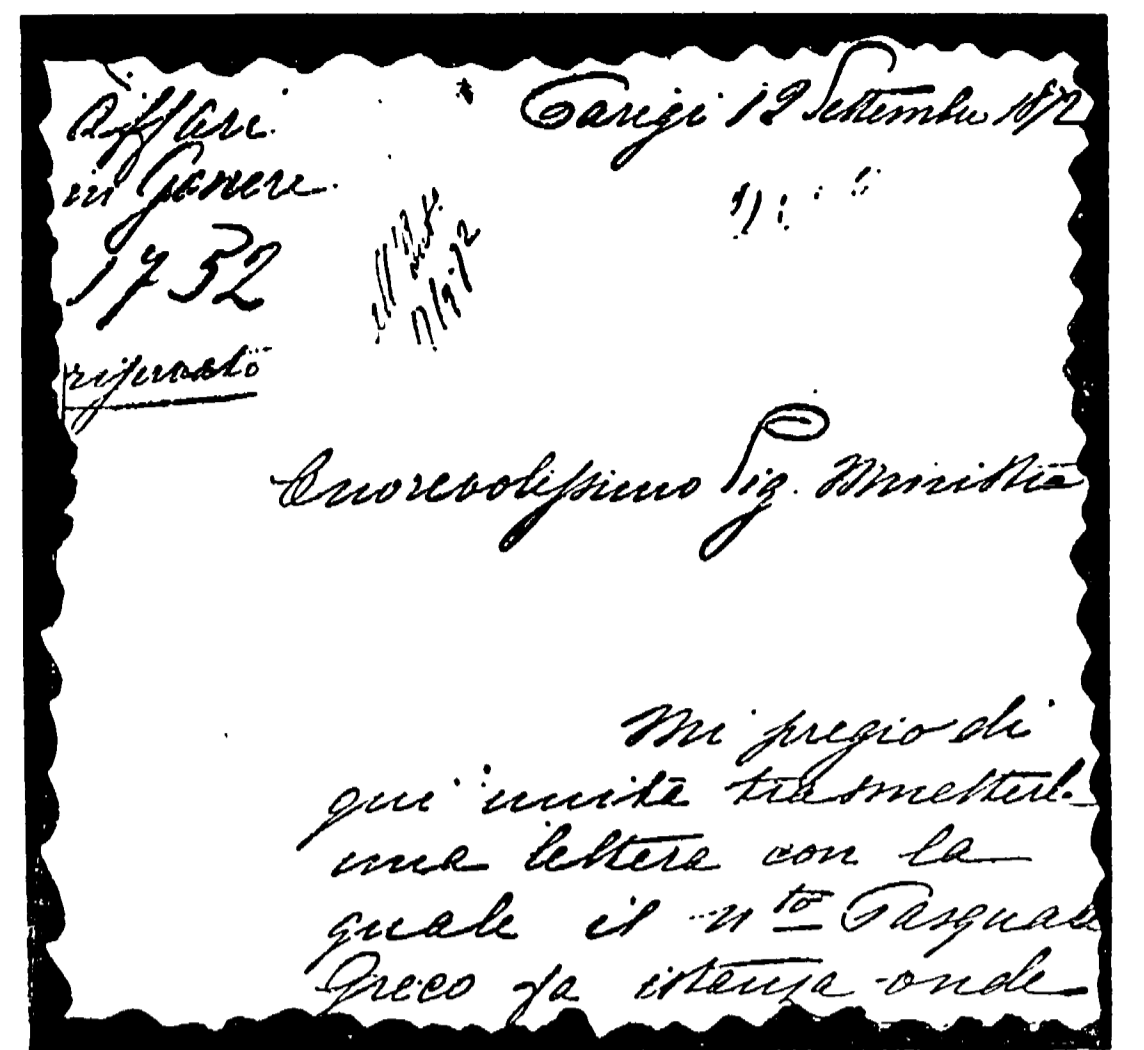 Affari
in Genere
1752
Parigi 12 Settembre 1872
Onorevolissimo Sig. Ministro
Mi pregio di
qui unita trasmetterle
una lettera con la
quale il n.to Pasquale
Greco fa istanza onde